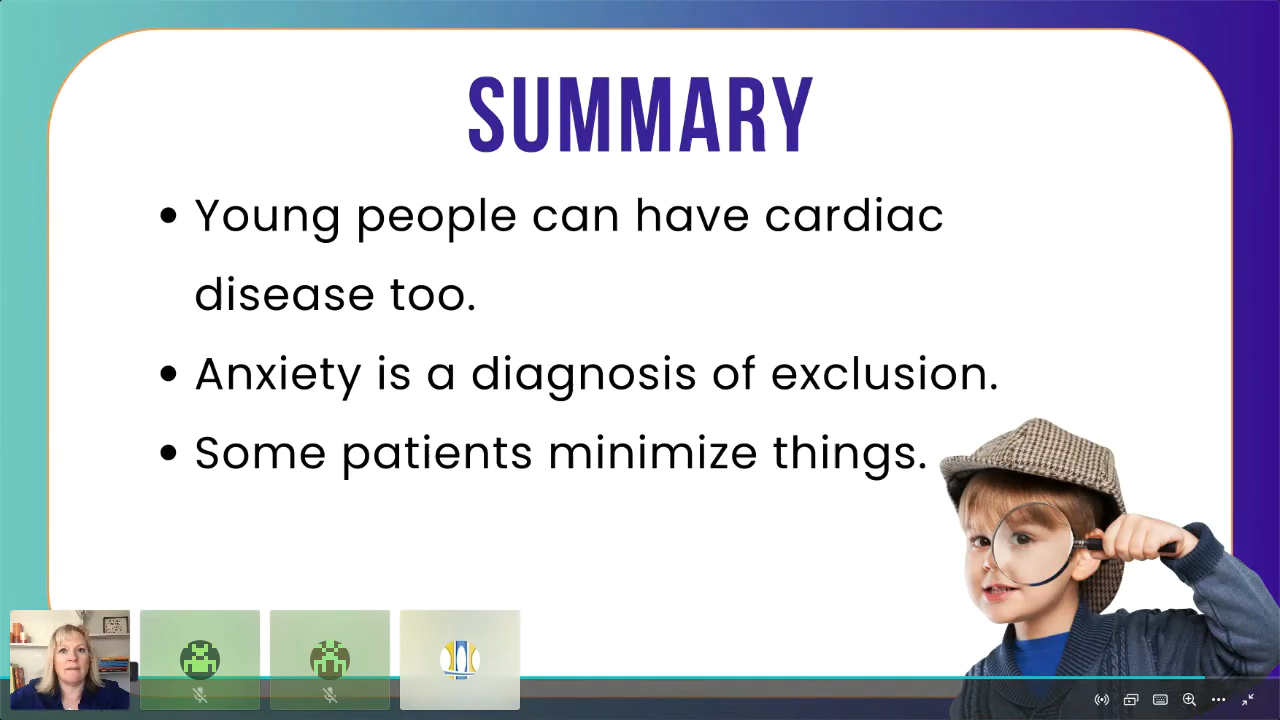 SUMMARY
• Young people can have cardiac
disease too.
• Anxiety is a diagnosis of exclusion.
• Some patients minimize things.